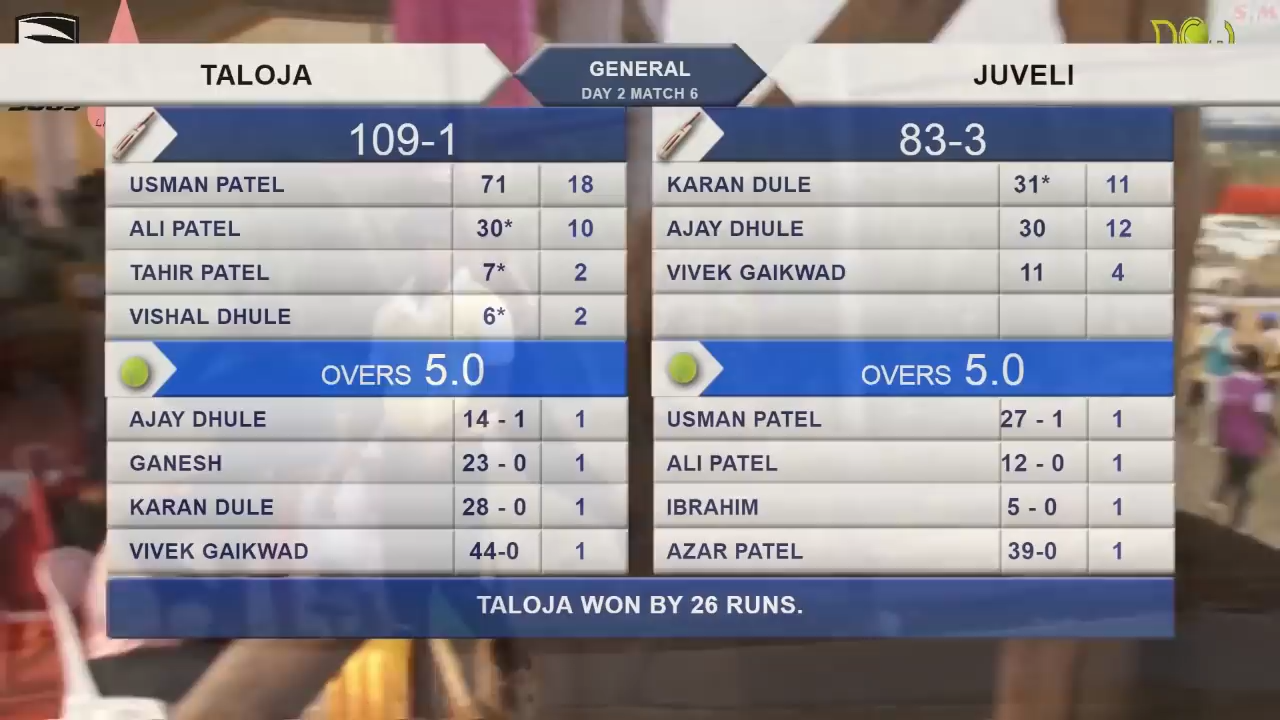 S.M
TALOJA
GENERAL
DAY 2 MATCH 6
JUVELI
109-1
USMAN PATEL 71 18
ALI PATEL 30* 10
TAHIR PATEL 7* 2
VISHAL DHULE 6* 2
OVERS 5.0
AJAY DHULE 14 - 1 1
GANESH 23 - 0 1
KARAN DULE 28 - 0 1
VIVEK GAIKWAD 44-0 1
83-3
KARAN DULE 31* 11
AJAY DHULE 30 12
VIVEK GAIKWAD 11 4
OVERS 5.0
USMAN PATEL 27 - 1 1
ALI PATEL 12 - 0 1
IBRAHIM 5 - 0 1
AZAR PATEL 39-0 1
TALOJA WON BY 26 RUNS.